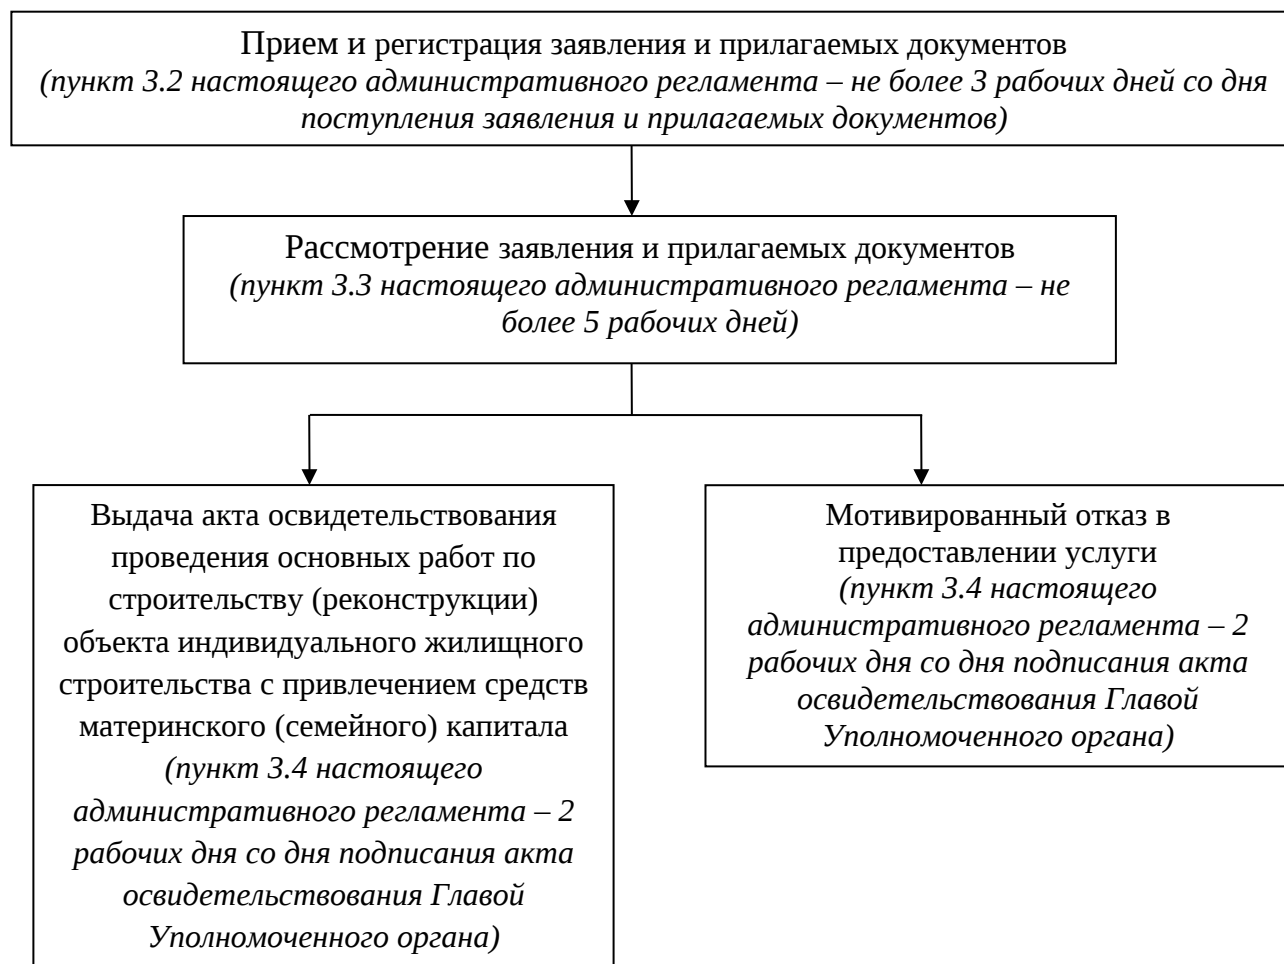 Прием и регистрация заявления и прилагаемых документов
(пункт 3.2 настоящего административного регламента – не более 3 рабочих дней со дня
поступления заявления и прилагаемых документов)
Рассмотрение заявления и прилагаемых документов
(пункт 3.3 настоящего административного регламента – не
более 5 рабочих дней)
Выдача акта освидетельствования
проведения основных работ по
строительству (реконструкции)
объекта индивидуального жилищного
строительства с привлечением средств
материнского (семейного) капитала
(пункт 3.4 настоящего
административного регламента – 2
рабочих дня со дня подписания акта
освидетельствования Главой
Уполномоченного органа)
Мотивированный отказ в
предоставлении услуги
(пункт 3.4 настоящего
административного регламента – 2
рабочих дня со дня подписания акта
освидетельствования Главой
Уполномоченного органа)